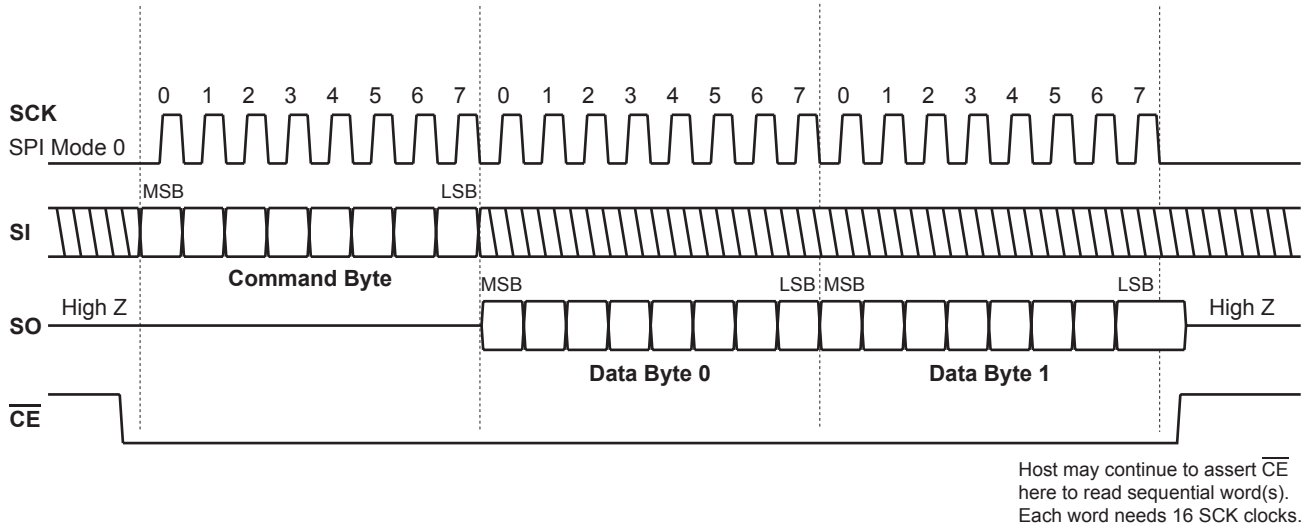 0 1 2 3 4 5 6 7 0 1 2 3 4 5 6 7 0 1 2 3 4 5 6 7
SCK
SPI Mode 0
MSB LSB
SI
Command Byte
MSB LSB MSB LSB
High Z High Z
SO
Data Byte 0 Data Byte 1
C̅E̅
Host may continue to assert C̅E̅
here to read sequential word(s).
Each word needs 16 SCK clocks.